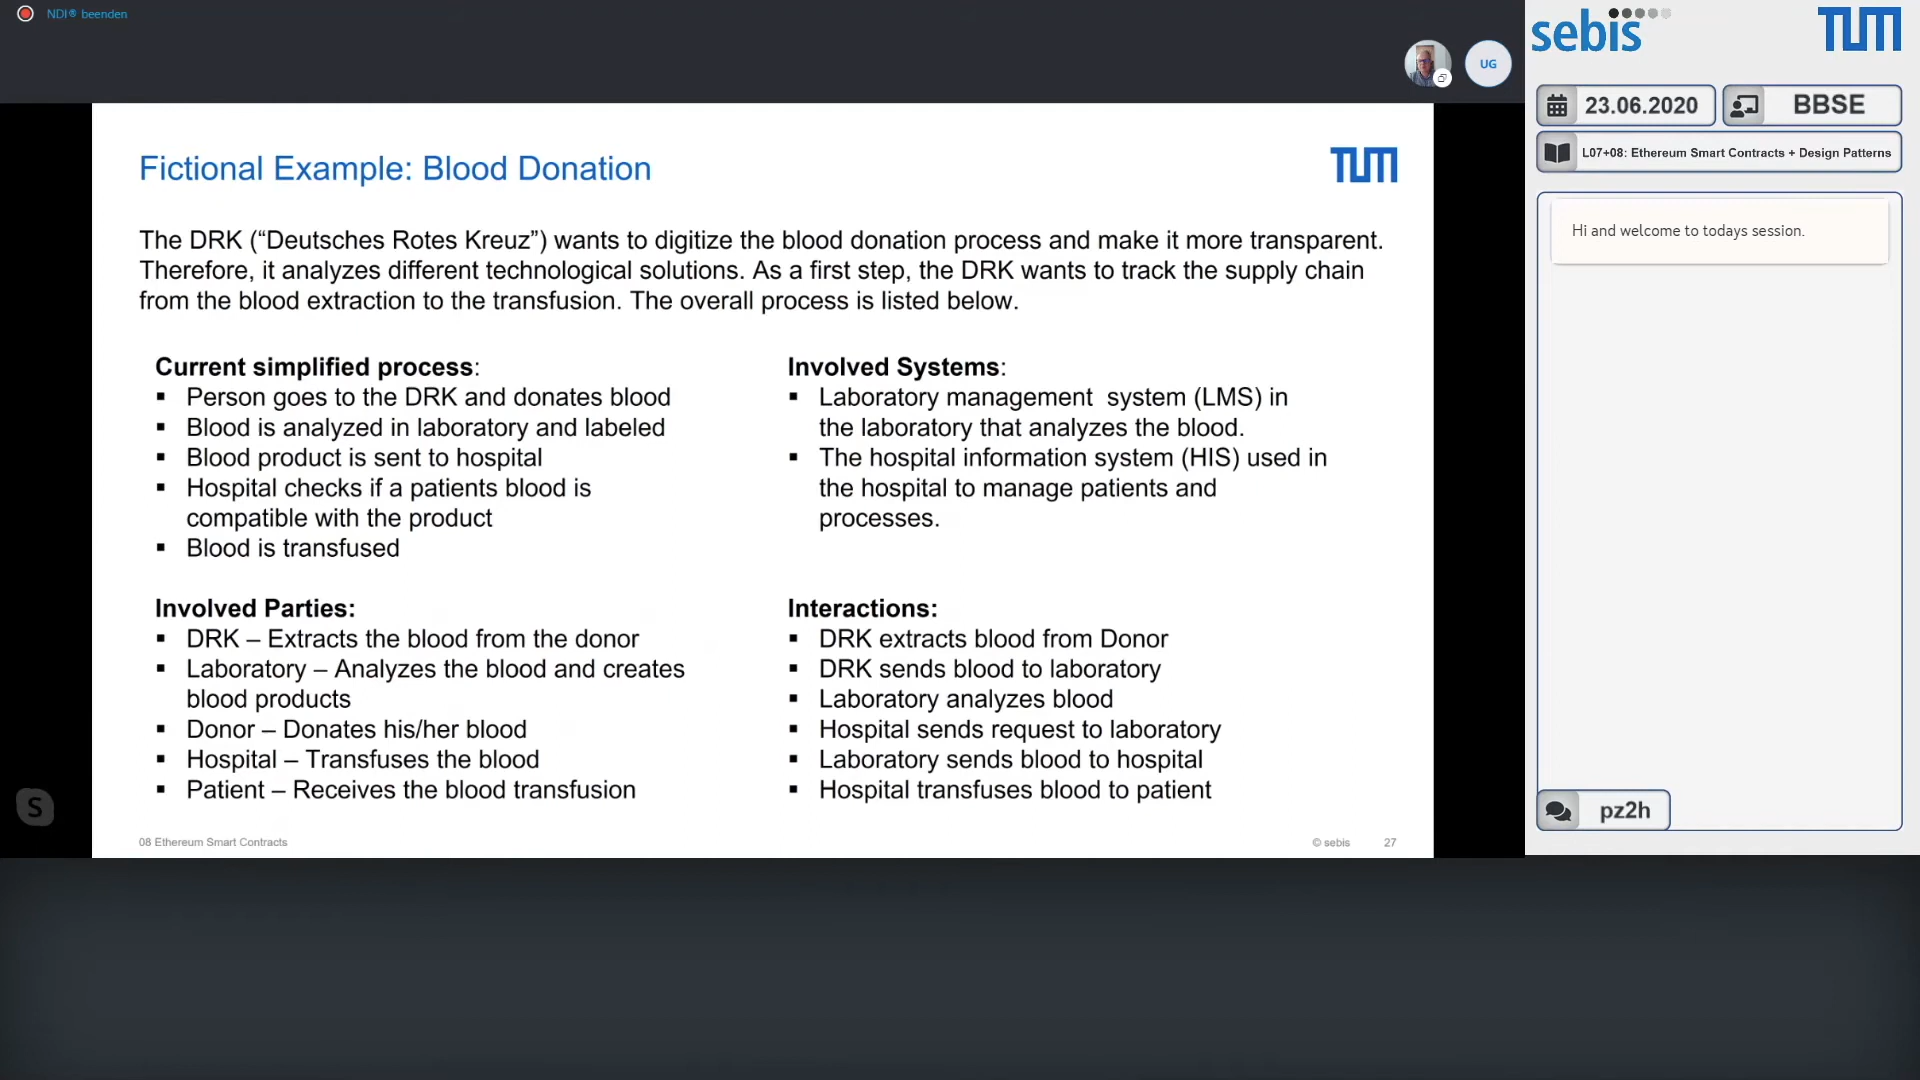 NDI® beenden
UG
sebis
TUM
23.06.2020
BBSE
L07+08: Ethereum Smart Contracts + Design Patterns
Hi and welcome to todays session.
pz2h
S
Fictional Example: Blood Donation
TUM
The DRK (“Deutsches Rotes Kreuz”) wants to digitize the blood donation process and make it more transparent.
Therefore, it analyzes different technological solutions. As a first step, the DRK wants to track the supply chain
from the blood extraction to the transfusion. The overall process is listed below.
Current simplified process:
▪ Person goes to the DRK and donates blood
▪ Blood is analyzed in laboratory and labeled
▪ Blood product is sent to hospital
▪ Hospital checks if a patients blood is
compatible with the product
▪ Blood is transfused
Involved Systems:
▪ Laboratory management  system (LMS) in
the laboratory that analyzes the blood.
▪ The hospital information system (HIS) used in
the hospital to manage patients and
processes.
Involved Parties:
▪ DRK – Extracts the blood from the donor
▪ Laboratory – Analyzes the blood and creates
blood products
▪ Donor – Donates his/her blood
▪ Hospital – Transfuses the blood
▪ Patient – Receives the blood transfusion
Interactions:
▪ DRK extracts blood from Donor
▪ DRK sends blood to laboratory
▪ Laboratory analyzes blood
▪ Hospital sends request to laboratory
▪ Laboratory sends blood to hospital
▪ Hospital transfuses blood to patient
08 Ethereum Smart Contracts
© sebis
27